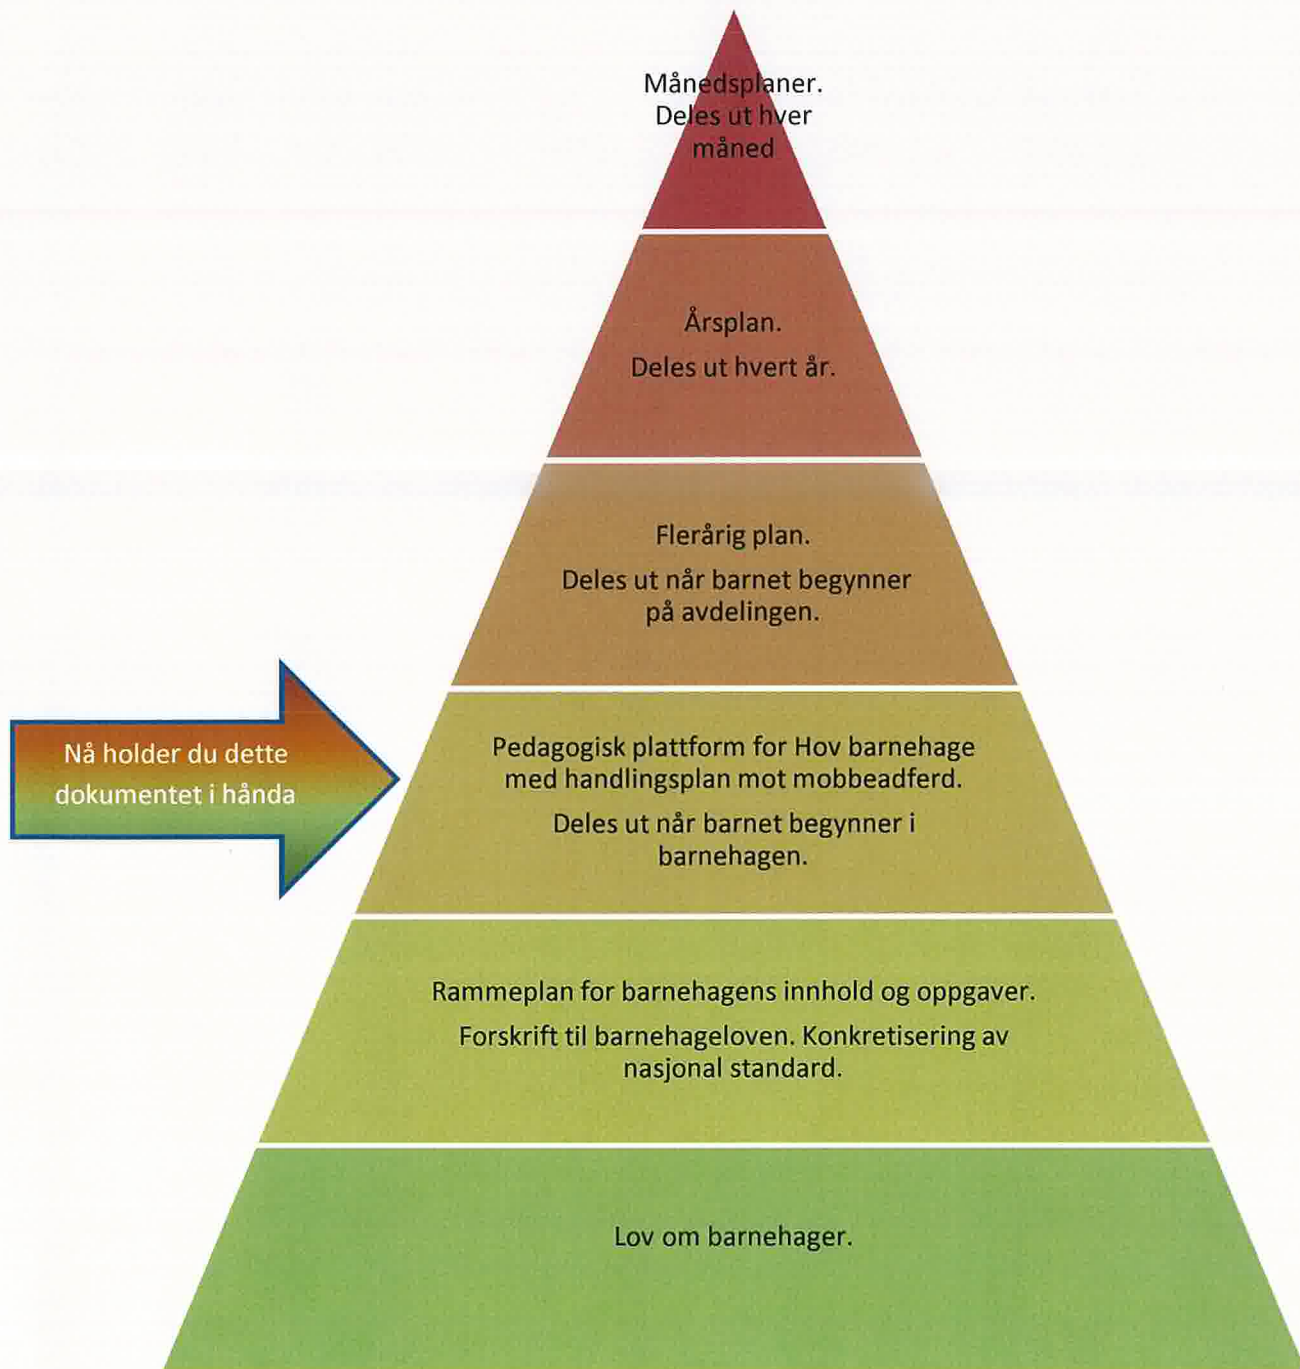 Månedsplaner.
Deles ut hver
måned
Årsplan.
Deles ut hvert år.
Flerårig plan.
Deles ut når barnet begynner
på avdelingen.
Nå holder du dette
dokumentet i hånda
Pedagogisk plattform for Hov barnehage
med handlingsplan mot mobbeadferd.
Deles ut når barnet begynner i
barnehagen.
Rammeplan for barnehagens innhold og oppgaver.
Forskrift til barnehageloven. Konkretisering av
nasjonal standard.
Lov om barnehager.